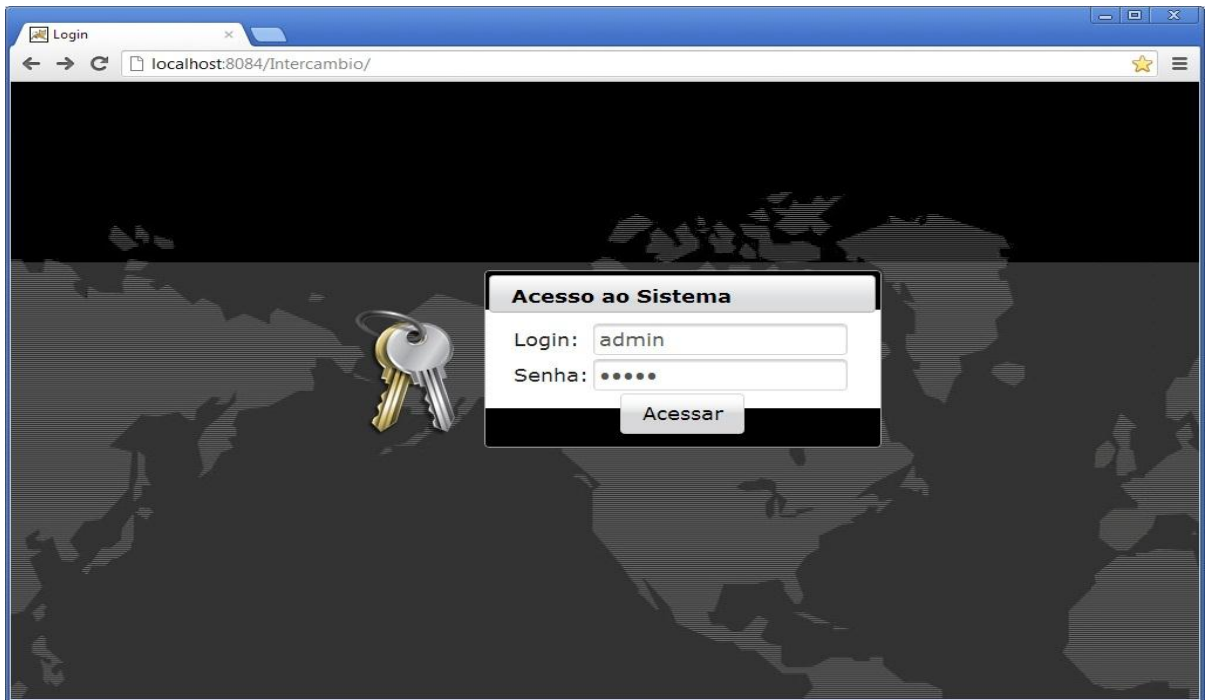 Login
localhost:8084/Intercambio/
Acesso ao Sistema
Login: admin
Senha: •••••
Acessar